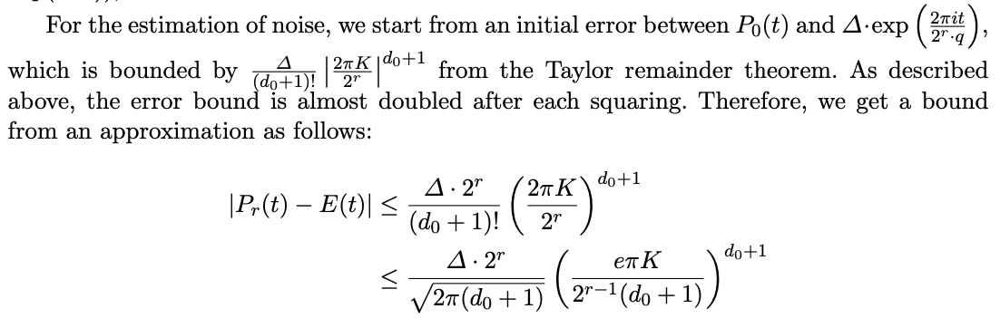 For the estimation of noise, we start from an initial error between $P_0(t)$ and $\Delta \cdot \exp\left(\frac{2\pi i t}{2^r \cdot q}\right)$,
which is bounded by $\frac{\Delta}{(d_0+1)!}\left|\frac{2\pi K}{2^r}\right|^{d_0+1}$ from the Taylor remainder theorem. As described
above, the error bound is almost doubled after each squaring. Therefore, we get a bound
from an approximation as follows:
$|P_r(t) - E(t)| \leq \frac{\Delta \cdot 2^r}{(d_0+1)!}\left(\frac{2\pi K}{2^r}\right)^{d_0+1}$
$\leq \frac{\Delta \cdot 2^r}{\sqrt{2\pi(d_0+1)}}\left(\frac{e\pi K}{2^{r-1}(d_0+1)}\right)^{d_0+1}$